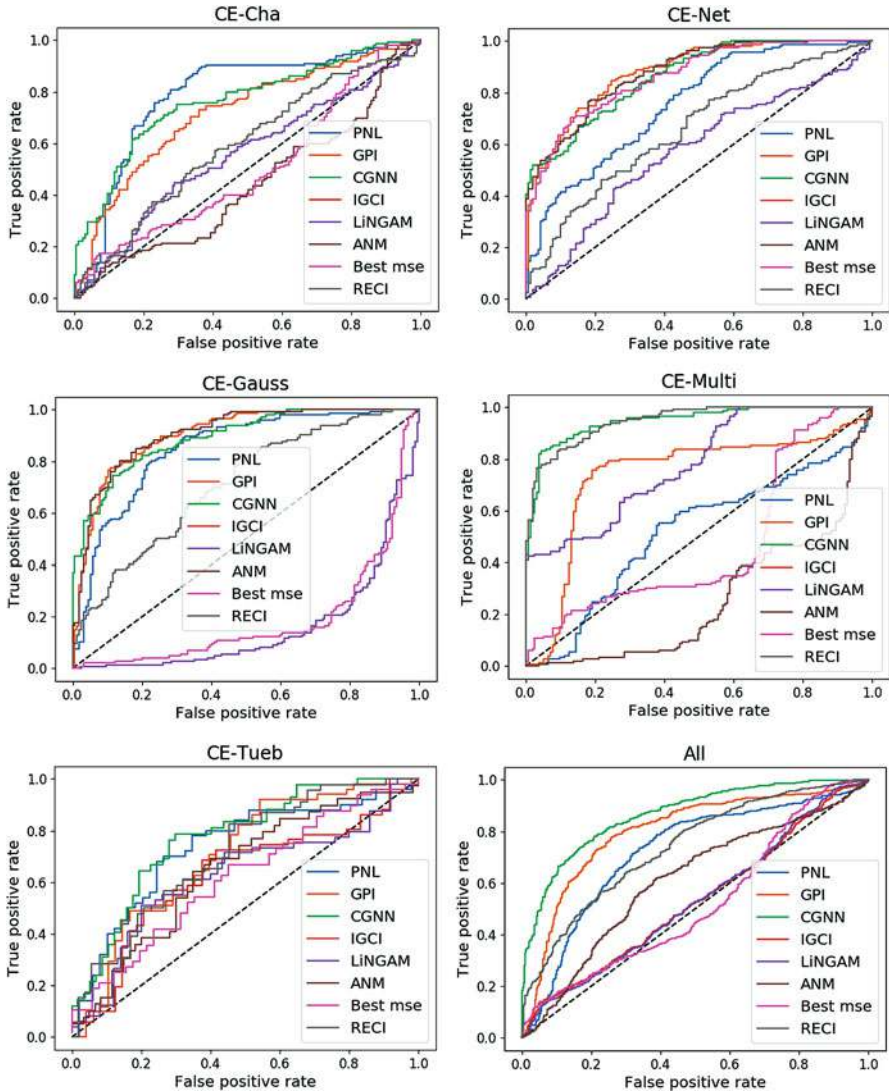 CE-Cha
True positive rate
1.0
0.8
0.6
0.4
0.2
0.0
PNL
GPI
CGNN
IGCI
LiNGAM
ANM
Best mse
RECI
0.0 0.2 0.4 0.6 0.8 1.0
False positive rate
CE-Net
True positive rate
1.0
0.8
0.6
0.4
0.2
0.0
PNL
GPI
CGNN
IGCI
LiNGAM
ANM
Best mse
RECI
0.0 0.2 0.4 0.6 0.8 1.0
False positive rate
CE-Gauss
True positive rate
1.0
0.8
0.6
0.4
0.2
0.0
PNL
GPI
CGNN
IGCI
LiNGAM
ANM
Best mse
RECI
0.0 0.2 0.4 0.6 0.8 1.0
False positive rate
CE-Multi
True positive rate
1.0
0.8
0.6
0.4
0.2
0.0
PNL
GPI
CGNN
IGCI
LiNGAM
ANM
Best mse
RECI
0.0 0.2 0.4 0.6 0.8 1.0
False positive rate
CE-Tueb
True positive rate
1.0
0.8
0.6
0.4
0.2
0.0
PNL
GPI
CGNN
IGCI
LiNGAM
ANM
Best mse
RECI
0.0 0.2 0.4 0.6 0.8 1.0
False positive rate
All
True positive rate
1.0
0.8
0.6
0.4
0.2
0.0
PNL
GPI
CGNN
IGCI
LiNGAM
ANM
Best mse
RECI
0.0 0.2 0.4 0.6 0.8 1.0
False positive rate